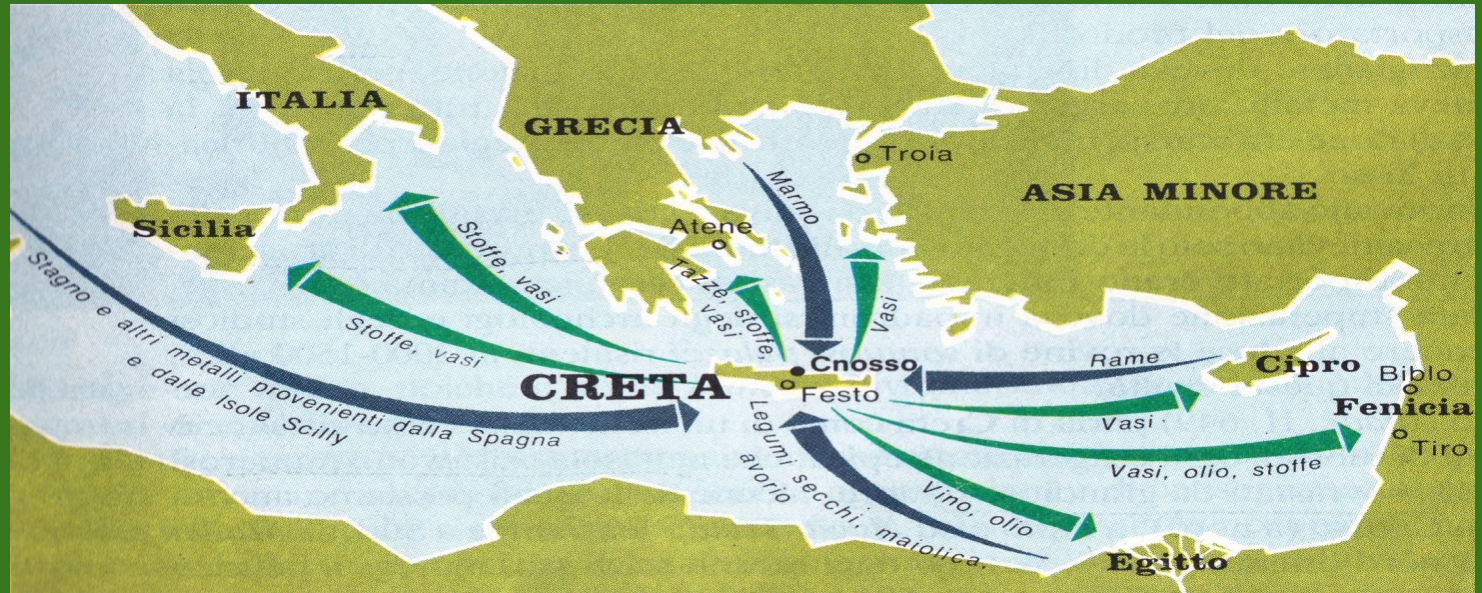 ITALIA
GRECIA
Troia
ASIA MINORE
Marmo
Sicilia
Atene
Stoffe, vasi
Tazze, stoffe,
vasi
Vasi
Stoffe, vasi
Stagno e altri metalli provenienti dalla Spagna
e dalle Isole Scilly
CRETA
Cnosso
Festo
Rame
Cipro
Biblo
Fenicia
Tiro
Vasi
Vasi, olio, stoffe
Vino, olio
Legumi secchi, maiolica,
avorio
Egitto